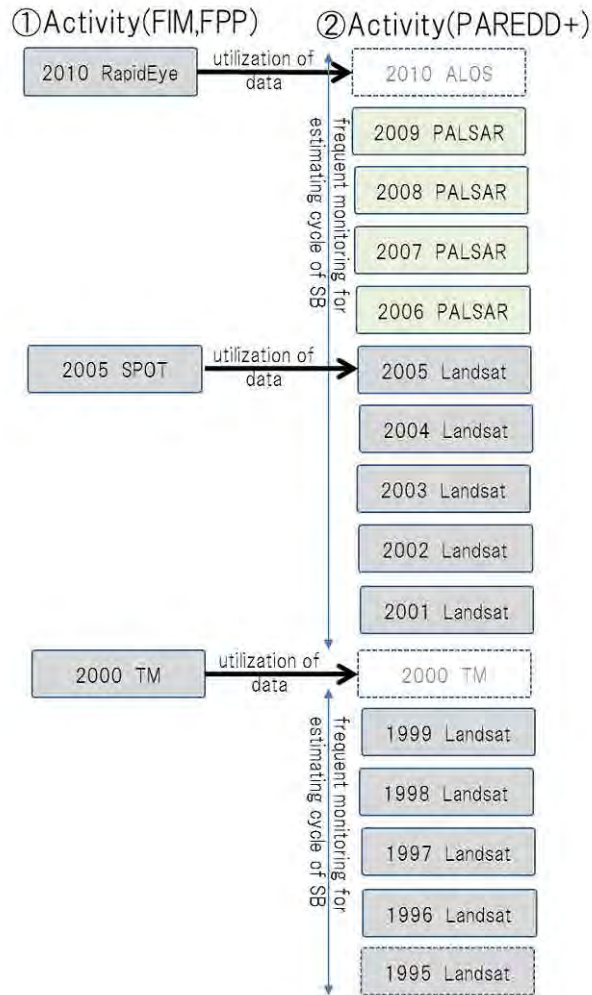 ①Activity(FIM,FPP)
②Activity(PAREDD+)
2010 RapidEye
utilization of
data
2010 ALOS
frequent monitoring for
estimating cycle of SB
2009 PALSAR
2008 PALSAR
2007 PALSAR
2006 PALSAR
2005 SPOT
utilization of
data
2005 Landsat
2004 Landsat
2003 Landsat
2002 Landsat
2001 Landsat
2000 TM
utilization of
data
2000 TM
frequent monitoring for
estimating cycle of SB
1999 Landsat
1998 Landsat
1997 Landsat
1996 Landsat
1995 Landsat